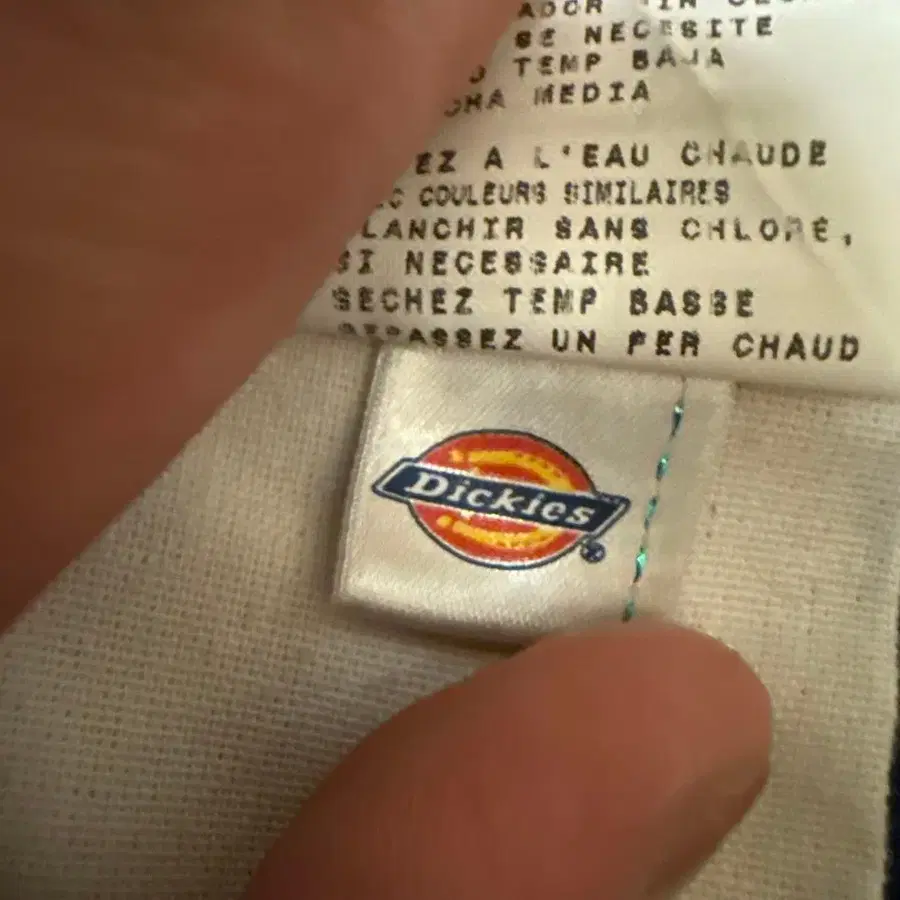 SE NECESITE
TEMP BAJA
MEDIA
A L'EAU CHAUDE
COULEURS SIMILAIRES
LANCHIR SANS CHLORE,
SI NECESSAIRE
SECHEZ TEMP BASSE
UN FER CHAUD
Dickies
®